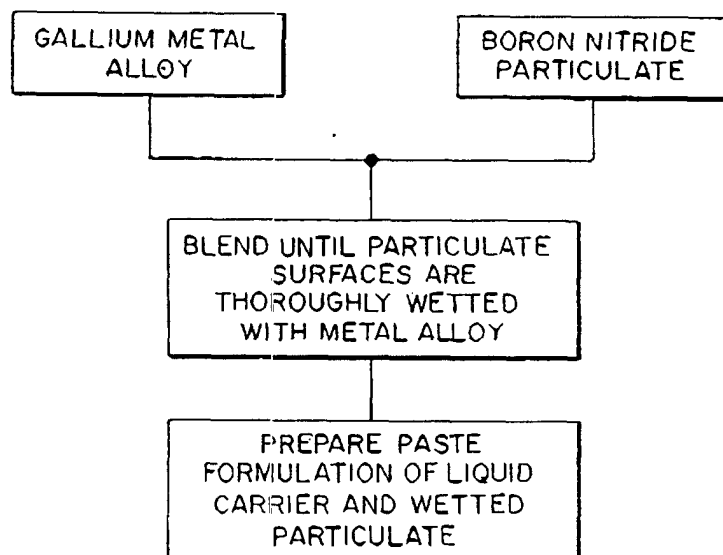 GALLIUM METAL
ALLOY
BORON NITRIDE
PARTICULATE
BLEND UNTIL PARTICULATE
SURFACES ARE
THOROUGHLY WETTED
WITH METAL ALLOY
PREPARE PASTE
FORMULATION OF LIQUID
CARRIER AND WETTED
PARTICULATE